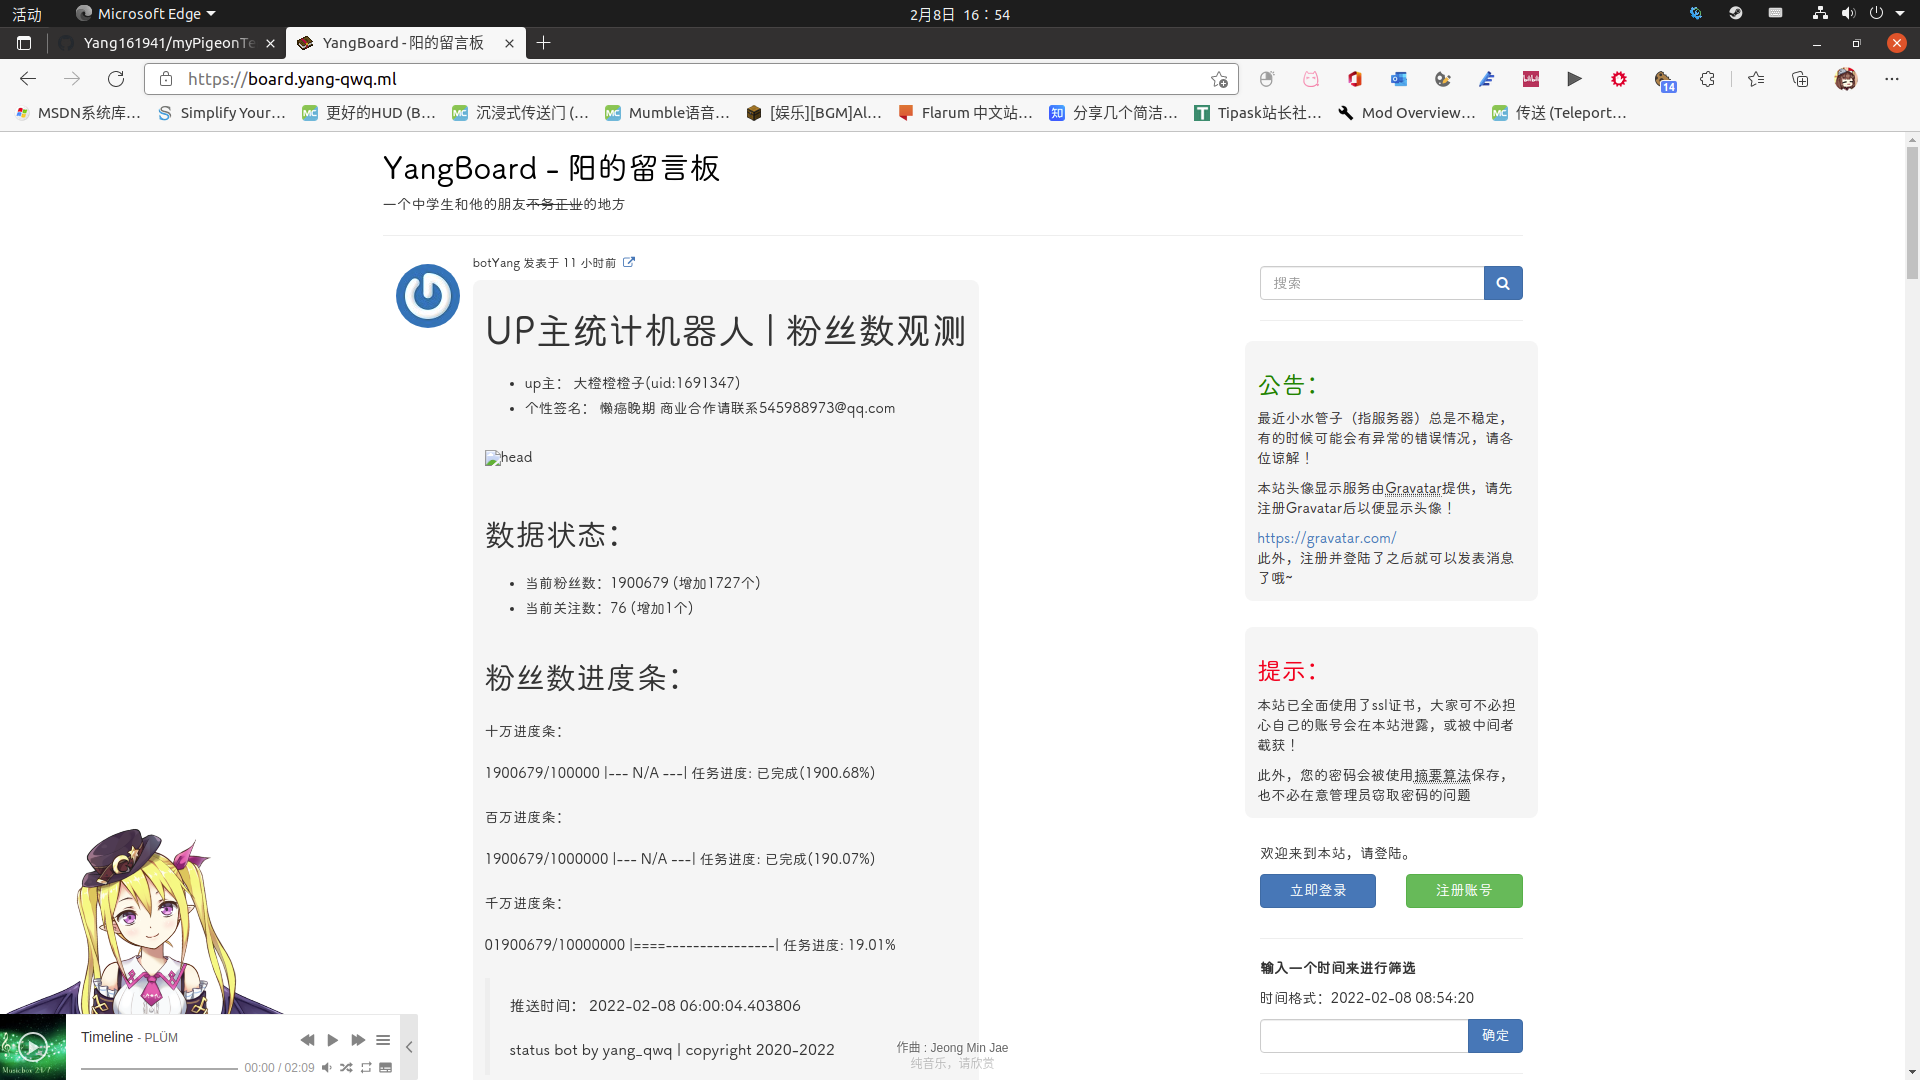 活动
Microsoft Edge
2月8日 16：54
Yang161941/myPigeonTe
YangBoard - 阳的留言板
https://board.yang-qwq.ml
14
MSDN系统库…
Simplify Your…
更好的HUD (B…
沉浸式传送门 (…
Mumble语音…
[娱乐][BGM]Al…
Flarum 中文站…
分享几个简洁…
Tipask站长社…
Mod Overview…
传送 (Teleport…
YangBoard - 阳的留言板
一个中学生和他的朋友不务正业的地方
botYang 发表于 11 小时前
UP主统计机器人 | 粉丝数观测
up主： 大橙橙橙子(uid:1691347)
个性签名： 懒癌晚期 商业合作请联系545988973@qq.com
head
数据状态：
当前粉丝数：1900679 (增加1727个)
当前关注数：76 (增加1个)
粉丝数进度条：
十万进度条：
1900679/100000 |--- N/A ---| 任务进度: 已完成(1900.68%)
百万进度条：
1900679/1000000 |--- N/A ---| 任务进度: 已完成(190.07%)
千万进度条：
01900679/10000000 |====----------------| 任务进度: 19.01%
推送时间： 2022-02-08 06:00:04.403806
status bot by yang_qwq | copyright 2020-2022
搜索
公告：
最近小水管子（指服务器）总是不稳定，
有的时候可能会有异常的错误情况，请各
位谅解！
本站头像显示服务由Gravatar提供，请先
注册Gravatar后以便显示头像！
https://gravatar.com/
此外，注册并登陆了之后就可以发表消息
了哦~
提示：
本站已全面使用了ssl证书，大家可不必担
心自己的账号会在本站泄露，或被中间者
截获！
此外，您的密码会被使用摘要算法保存，
也不必在意管理员窃取密码的问题
欢迎来到本站，请登陆。
立即登录
注册账号
输入一个时间来进行筛选
时间格式：2022-02-08 08:54:20
确定
Timeline - PLÜM
00:00 / 02:09
Musicbox 24/7
作曲 : Jeong Min Jae
纯音乐，请欣赏